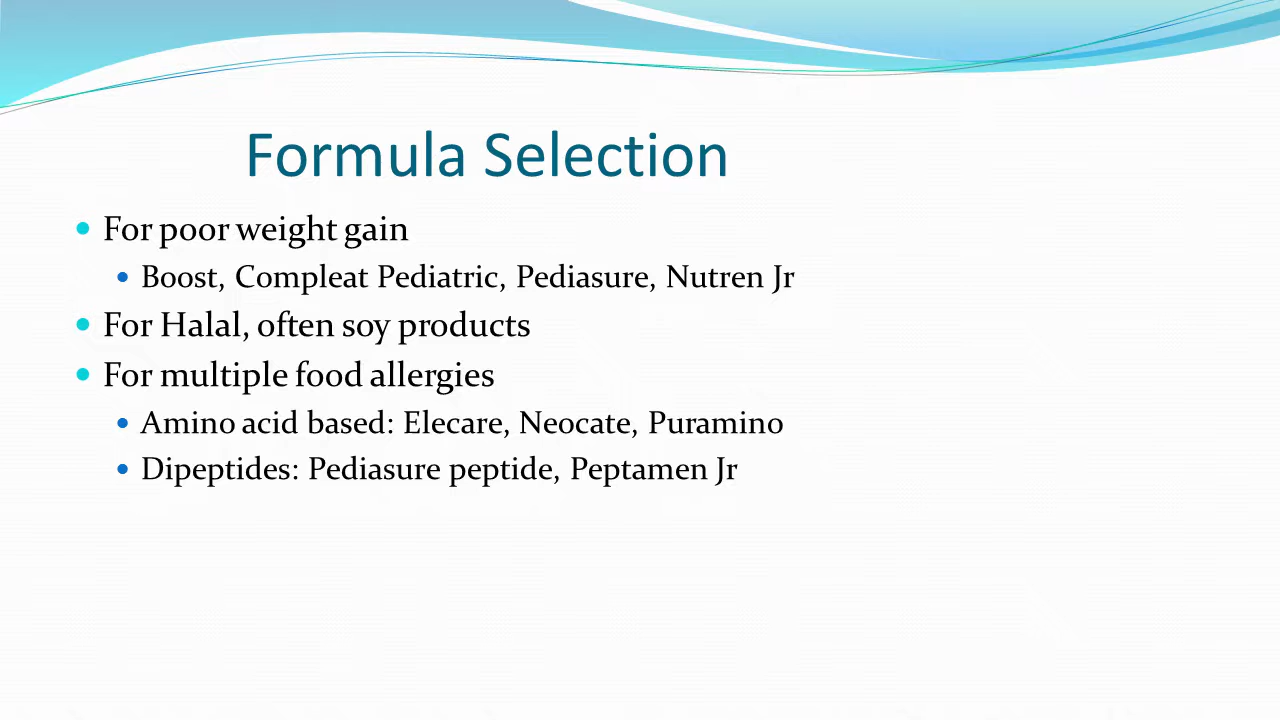 Formula Selection
For poor weight gain
Boost, Compleat Pediatric, Pediasure, Nutren Jr
For Halal, often soy products
For multiple food allergies
Amino acid based: Elecare, Neocate, Puramino
Dipeptides: Pediasure peptide, Peptamen Jr